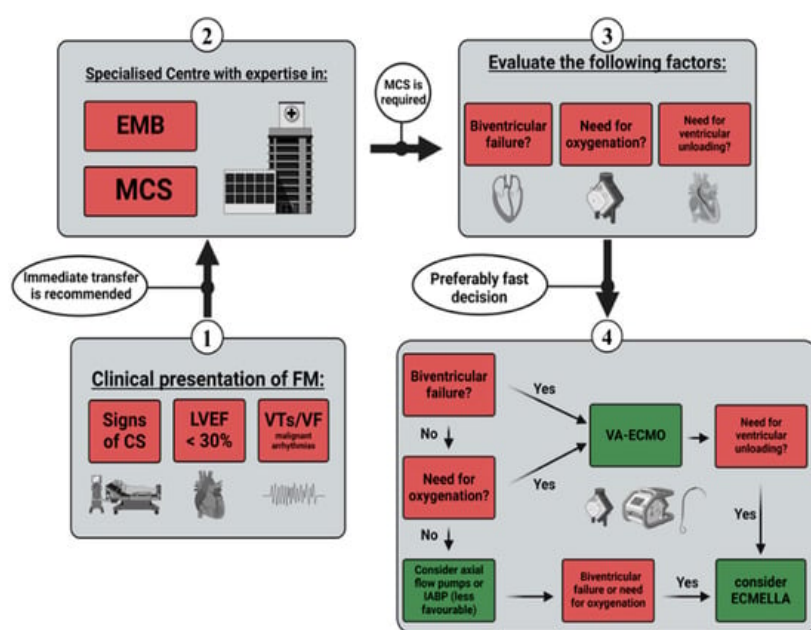 2
Specialised Centre with expertise in:
EMB
MCS
MCS is
required
3
Evaluate the following factors:
Biventricular
failure?
Need for
oxygenation?
Need for
ventricular
unloading?
Immediate transfer
is recommended
Preferably fast
decision
1
Clinical presentation of FM:
Signs
of CS
LVEF
< 30%
VTs/VF
malignant
arrhythmias
4
Biventricular
failure?
Yes
No
VA-ECMO
Need for
ventricular
unloading?
Need for
oxygenation?
Yes
No
Yes
Consider axial
flow pumps or
IABP (less
favourable)
Biventricular
failure or need
for oxygenation
Yes
consider
ECMELLA